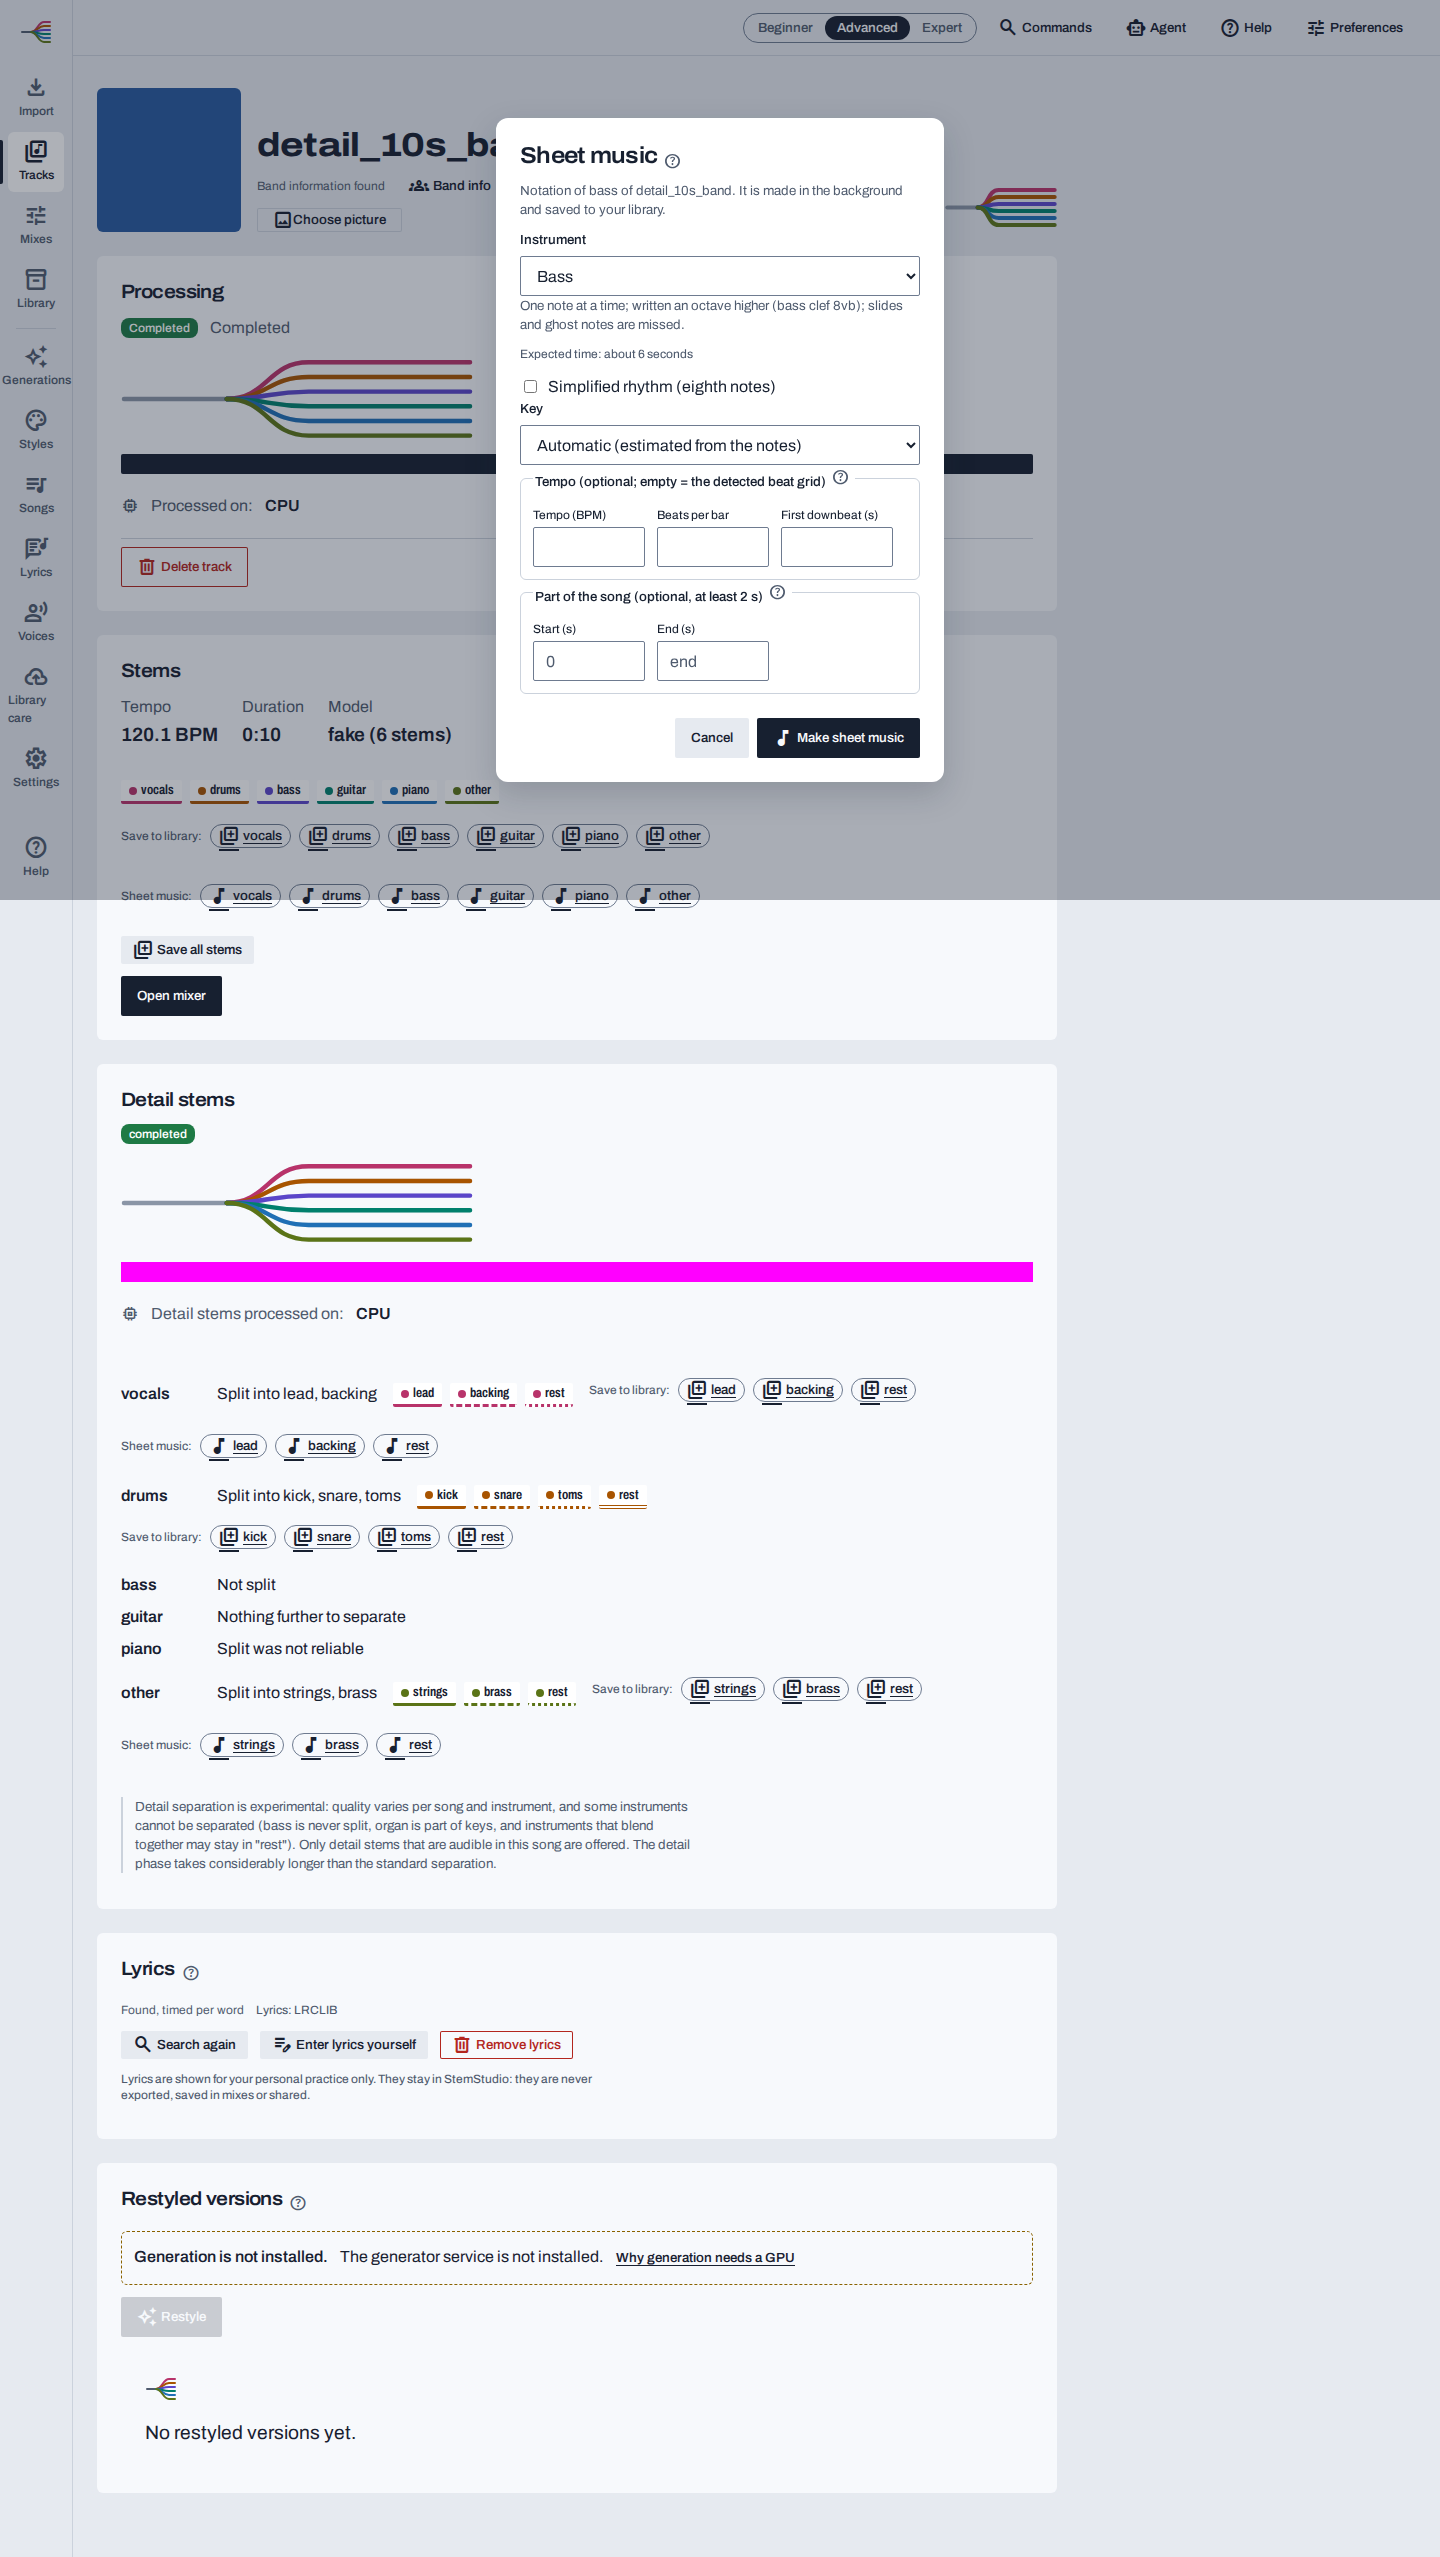 Beginner Advanced Expert Commands Agent Help Preferences
Import
Tracks
Mixes
Library
Generations
Styles
Songs
Lyrics
Voices
Library
care
Settings
Help
detail_10s_ba
Band information found Band info
Choose picture
Processing
Completed Completed
Processed on: CPU
Delete track
Sheet music
Notation of bass of detail_10s_band. It is made in the background
and saved to your library.
Instrument
Bass
One note at a time; written an octave higher (bass clef 8vb); slides
and ghost notes are missed.
Expected time: about 6 seconds
Simplified rhythm (eighth notes)
Key
Automatic (estimated from the notes)
Tempo (optional; empty = the detected beat grid)
Tempo (BPM) Beats per bar First downbeat (s)
Part of the song (optional, at least 2 s)
Start (s) End (s)
0 end
Cancel Make sheet music
Stems
Tempo Duration Model
120.1 BPM 0:10 fake (6 stems)
vocals drums bass guitar piano other
Save to library: vocals drums bass guitar piano other
Sheet music: vocals drums bass guitar piano other
Save all stems
Open mixer
Detail stems
completed
Detail stems processed on: CPU
vocals Split into lead, backing lead backing rest Save to library: lead backing rest
Sheet music: lead backing rest
drums Split into kick, snare, toms kick snare toms rest
Save to library: kick snare toms rest
bass Not split
guitar Nothing further to separate
piano Split was not reliable
other Split into strings, brass strings brass rest Save to library: strings brass rest
Sheet music: strings brass rest
Detail separation is experimental: quality varies per song and instrument, and some instruments
cannot be separated (bass is never split, organ is part of keys, and instruments that blend
together may stay in "rest"). Only detail stems that are audible in this song are offered. The detail
phase takes considerably longer than the standard separation.
Lyrics
Found, timed per word Lyrics: LRCLIB
Search again Enter lyrics yourself Remove lyrics
Lyrics are shown for your personal practice only. They stay in StemStudio: they are never
exported, saved in mixes or shared.
Restyled versions
Generation is not installed. The generator service is not installed. Why generation needs a GPU
Restyle
No restyled versions yet.